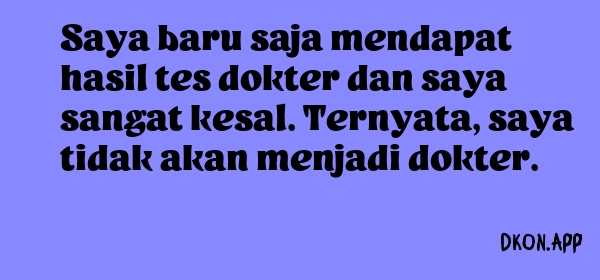 Saya baru saja mendapat
hasil tes dokter dan saya
sangat kesal. Ternyata, saya
tidak akan menjadi dokter.
DKON.APP